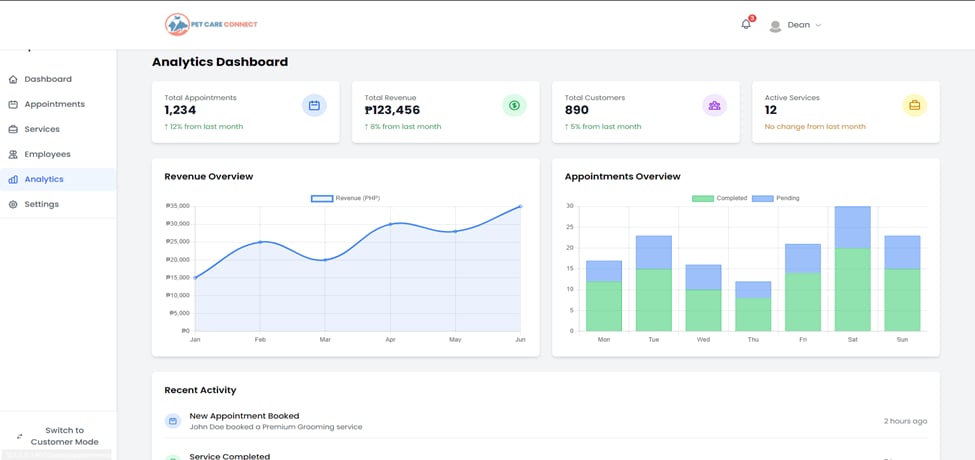 PET CARE CONNECT
3
Dean
Dashboard
Appointments
Services
Employees
Analytics
Settings
Switch to
Customer Mode
Analytics Dashboard
Total Appointments
1,234
↑ 12% from last month
Total Revenue
₱123,456
↑ 8% from last month
Total Customers
890
↑ 5% from last month
Active Services
12
No change from last month
Revenue Overview
Revenue (PHP)
₱35,000
₱30,000
₱25,000
₱20,000
₱15,000
₱10,000
₱5,000
₱0
Jan Feb Mar Apr May Jun
Appointments Overview
Completed Pending
30
25
20
15
10
5
0
Mon Tue Wed Thu Fri Sat Sun
Recent Activity
New Appointment Booked
John Doe booked a Premium Grooming service
2 hours ago
Service Completed